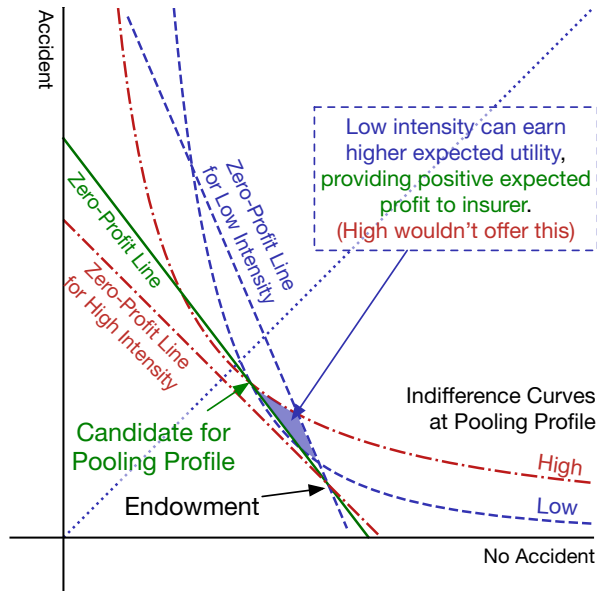 Accident
Low intensity can earn
higher expected utility,
providing positive expected
profit to insurer.
(High wouldn't offer this)
Zero-Profit Line
Zero-Profit Line
for Low Intensity
Zero-Profit Line
for High Intensity
Indifference Curves
at Pooling Profile
Candidate for
Pooling Profile
High
Endowment
Low
No Accident